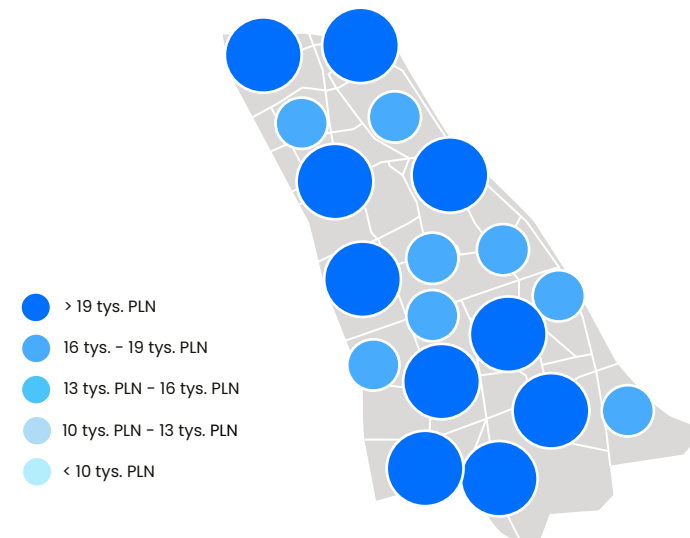 > 19 tys. PLN
16 tys. - 19 tys. PLN
13 tys. PLN - 16 tys. PLN
10 tys. PLN - 13 tys. PLN
< 10 tys. PLN